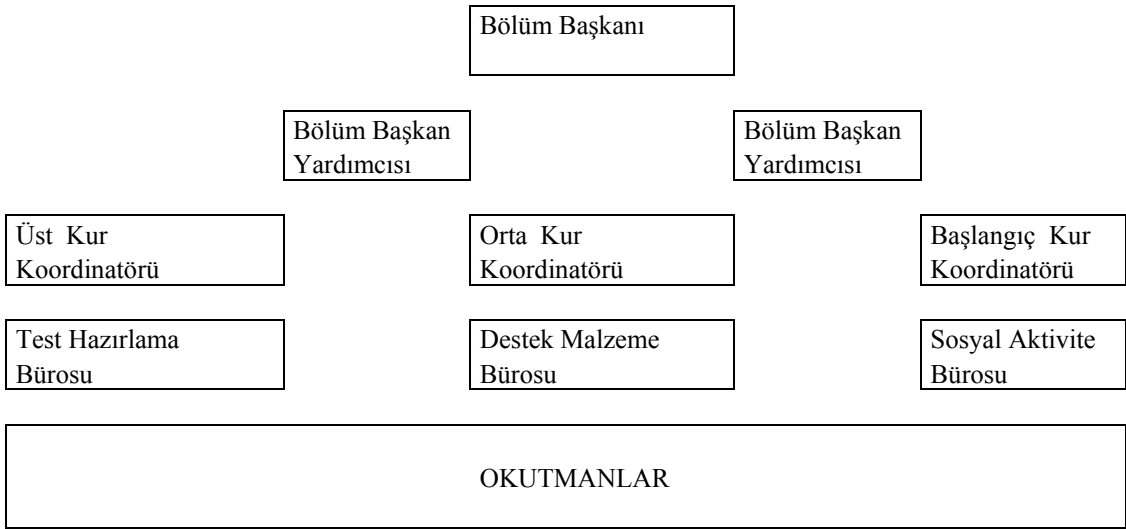 Bölüm Başkanı
Bölüm Başkan
Yardımcısı
Bölüm Başkan
Yardımcısı
Üst Kur
Koordinatörü
Orta Kur
Koordinatörü
Başlangıç Kur
Koordinatörü
Test Hazırlama
Bürosu
Destek Malzeme
Bürosu
Sosyal Aktivite
Bürosu
OKUTMANLAR